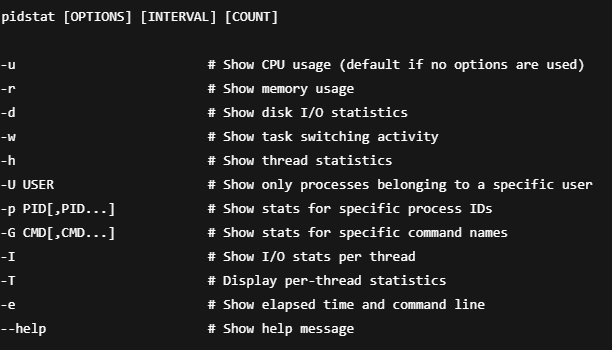 pidstat [OPTIONS] [INTERVAL] [COUNT]
-u # Show CPU usage (default if no options are used)
-r # Show memory usage
-d # Show disk I/O statistics
-w # Show task switching activity
-h # Show thread statistics
-U USER # Show only processes belonging to a specific user
-p PID[,PID...] # Show stats for specific process IDs
-G CMD[,CMD...] # Show stats for specific command names
-I # Show I/O stats per thread
-T # Display per-thread statistics
-e # Show elapsed time and command line
--help # Show help message